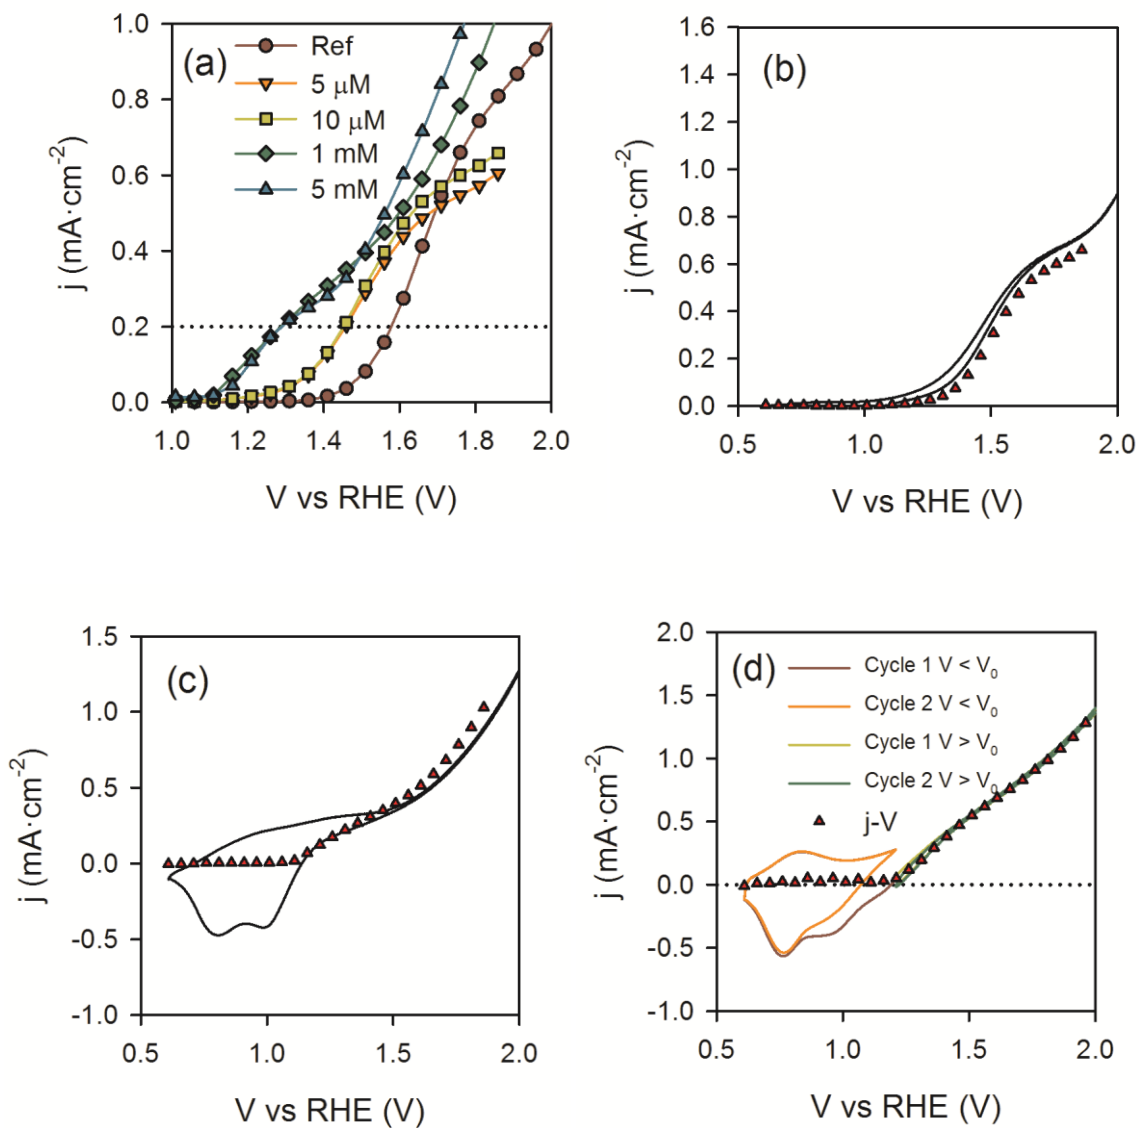 (a)
Ref
5 μM
10 μM
1 mM
5 mM
1.0
0.8
0.6
0.4
0.2
0.0
j (mA·cm⁻²)
1.0 1.2 1.4 1.6 1.8 2.0
V vs RHE (V)
(b)
1.6
1.4
1.2
1.0
0.8
0.6
0.4
0.2
0.0
j (mA·cm⁻²)
0.5 1.0 1.5 2.0
V vs RHE (V)
(c)
1.5
1.0
0.5
0.0
-0.5
-1.0
j (mA·cm⁻²)
0.5 1.0 1.5 2.0
V vs RHE (V)
(d)
Cycle 1 V < V₀
Cycle 2 V < V₀
Cycle 1 V > V₀
Cycle 2 V > V₀
j-V
2.0
1.5
1.0
0.5
0.0
-0.5
-1.0
j (mA·cm⁻²)
0.5 1.0 1.5 2.0
V vs RHE (V)